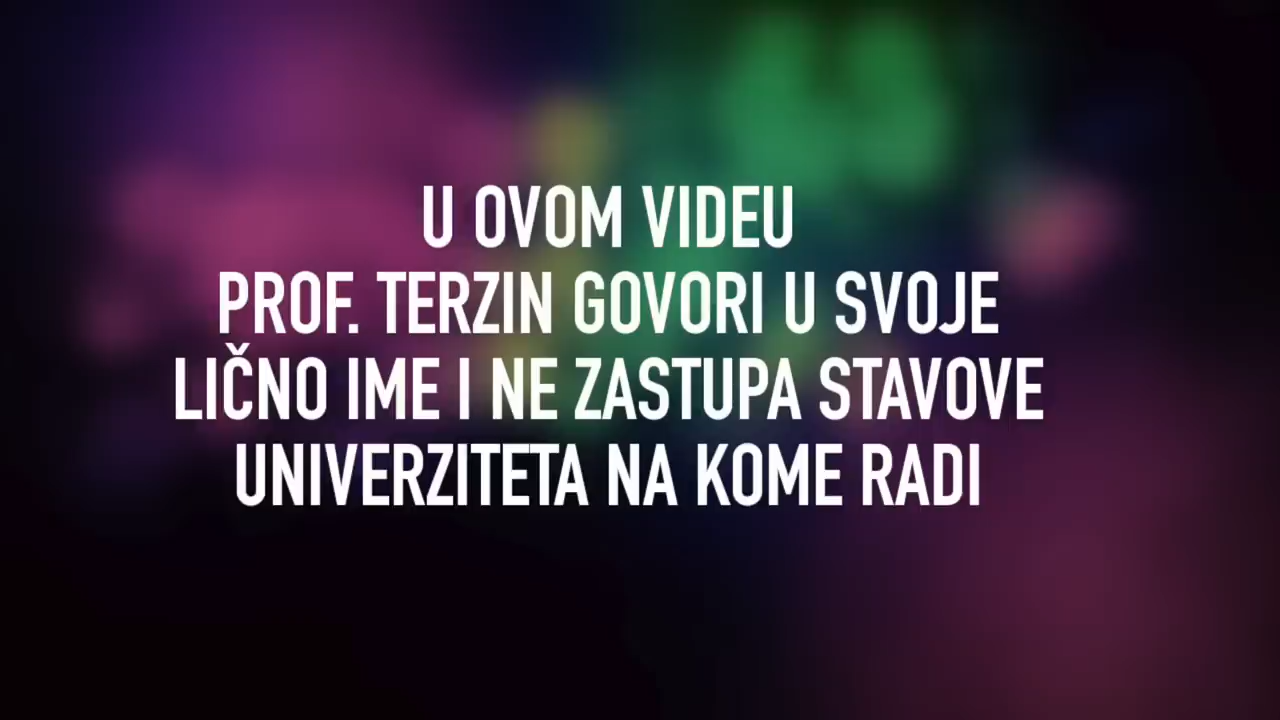 U OVOM VIDEU
PROF. TERZIN GOVORI U SVOJE
LIČNO IME I NE ZASTUPA STAVOVE
UNIVERZITETA NA KOME RADI